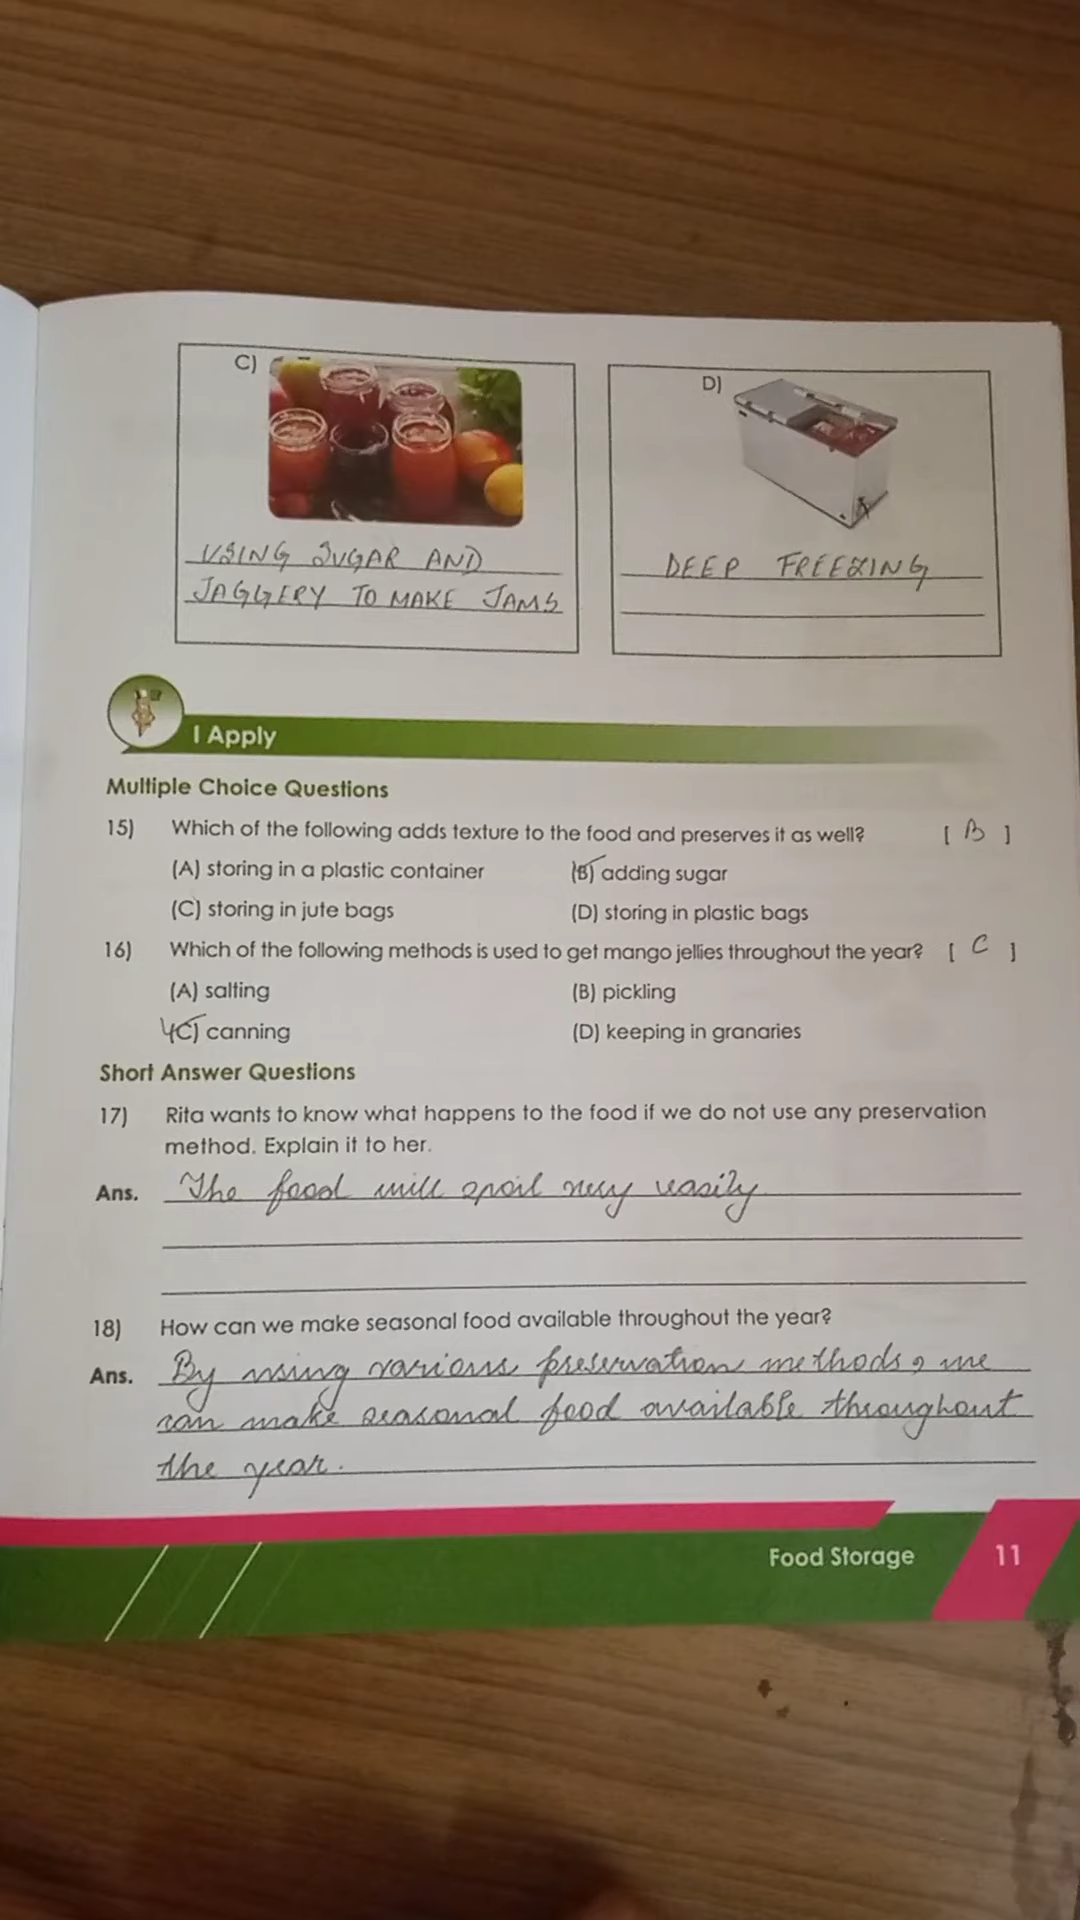 C)
D)
USING SUGAR AND
JAGGERY TO MAKE JAMS
DEEP FREEZING
I Apply
Multiple Choice Questions
15) Which of the following adds texture to the food and preserves it as well? [ B ]
(A) storing in a plastic container (B) adding sugar
(C) storing in jute bags (D) storing in plastic bags
16) Which of the following methods is used to get mango jellies throughout the year? [ C ]
(A) salting (B) pickling
(C) canning (D) keeping in granaries
Short Answer Questions
17) Rita wants to know what happens to the food if we do not use any preservation
method. Explain it to her.
Ans. The food will spoil very easily
18) How can we make seasonal food available throughout the year?
Ans. By using various preservation methods, we
can make seasonal food available throughout
the year.
Food Storage 11